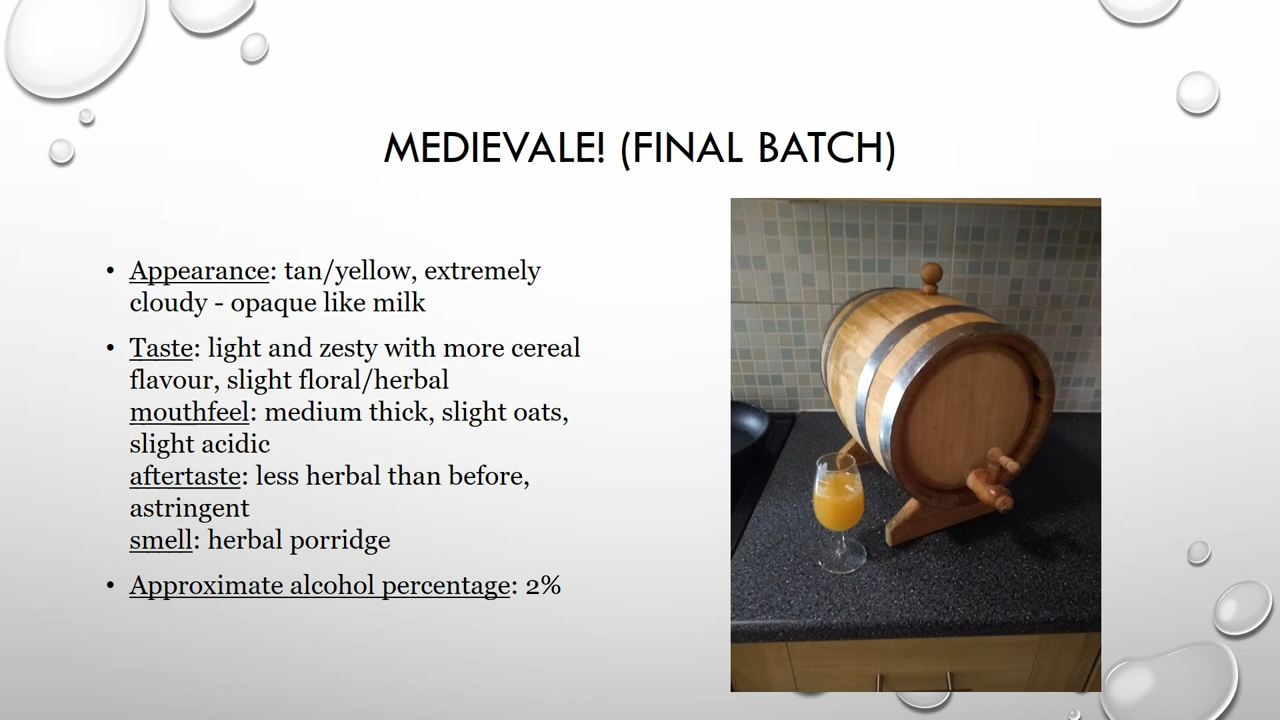 MEDIEVALE! (FINAL BATCH)
• Appearance: tan/yellow, extremely
cloudy - opaque like milk
• Taste: light and zesty with more cereal
flavour, slight floral/herbal
mouthfeel: medium thick, slight oats,
slight acidic
aftertaste: less herbal than before,
astringent
smell: herbal porridge
• Approximate alcohol percentage: 2%